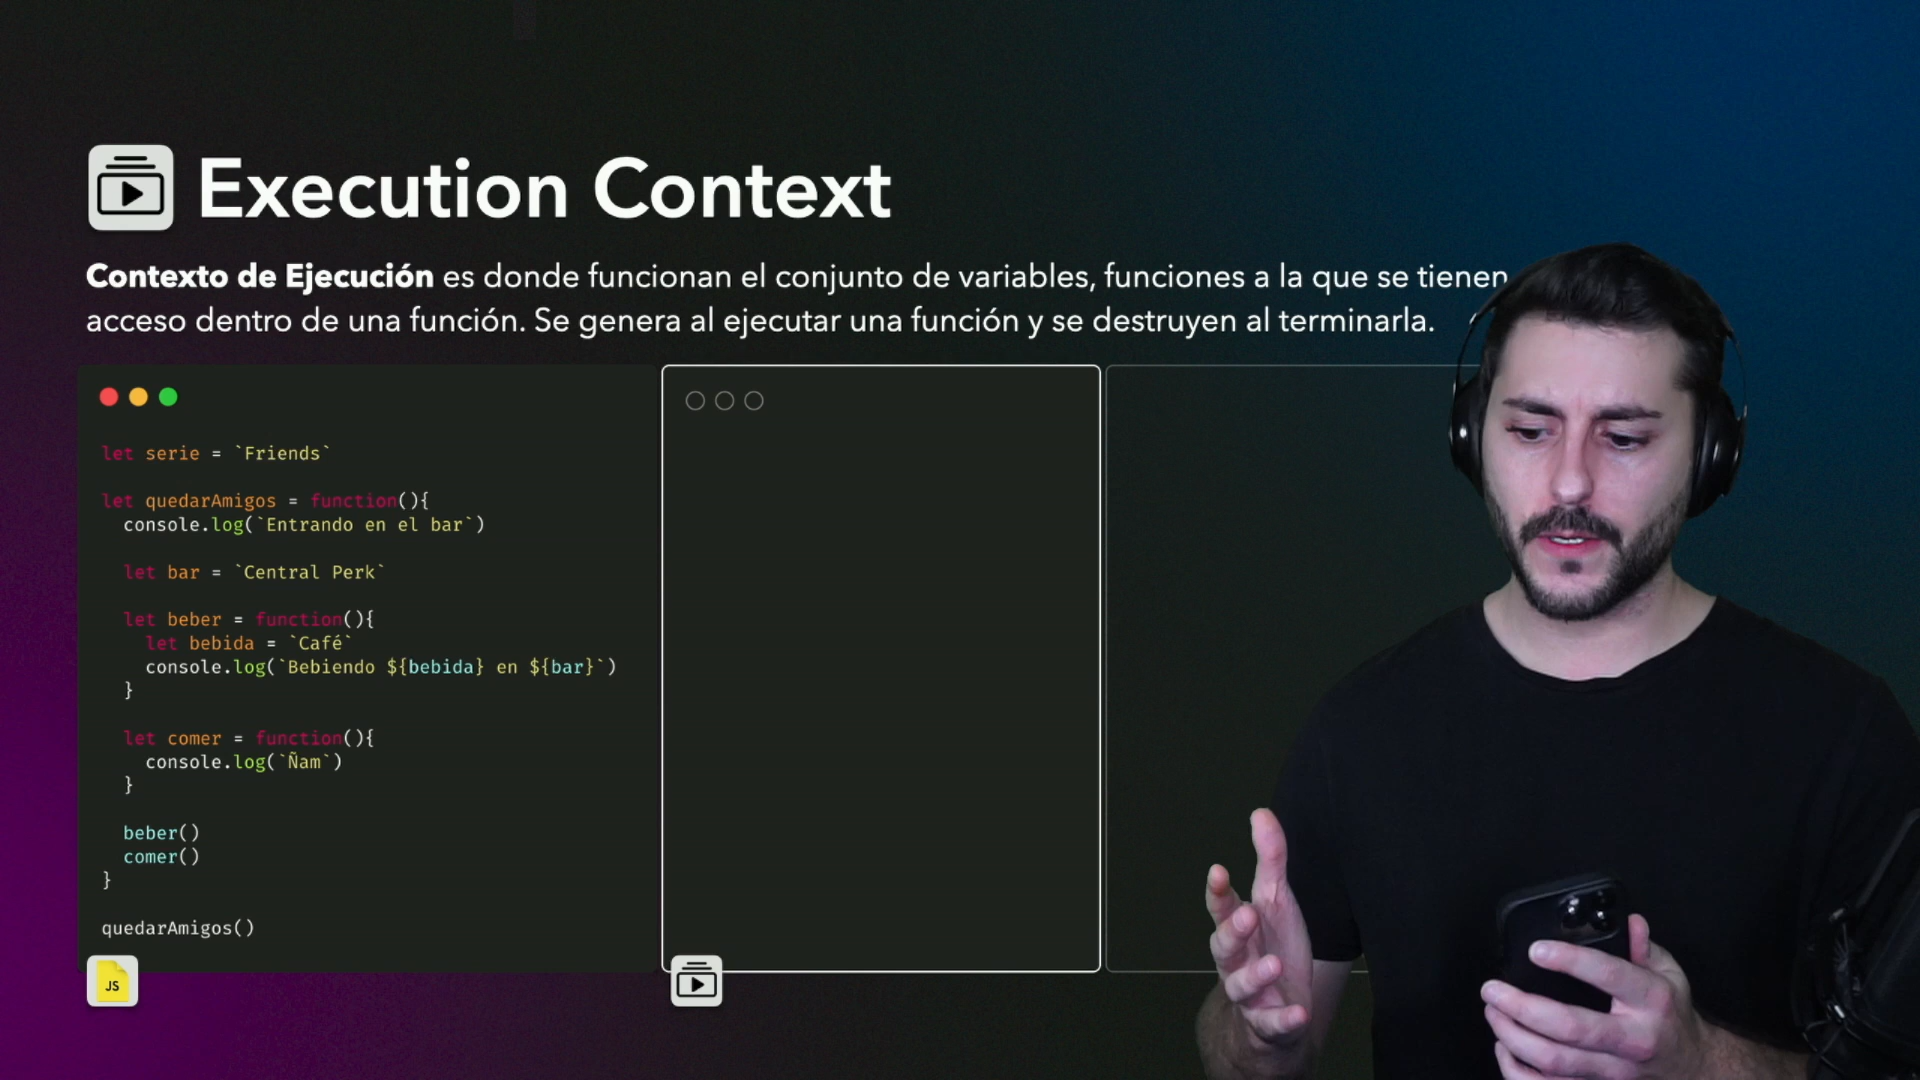 Execution Context
Contexto de Ejecución es donde funcionan el conjunto de variables, funciones a la que se tienen
acceso dentro de una función. Se genera al ejecutar una función y se destruyen al terminarla.
let serie = `Friends`
let quedarAmigos = function(){
console.log(`Entrando en el bar`)
let bar = `Central Perk`
let beber = function(){
let bebida = `Café`
console.log(`Bebiendo ${bebida} en ${bar}`)
}
let comer = function(){
console.log(`Ñam`)
}
beber()
comer()
}
quedarAmigos()
JS